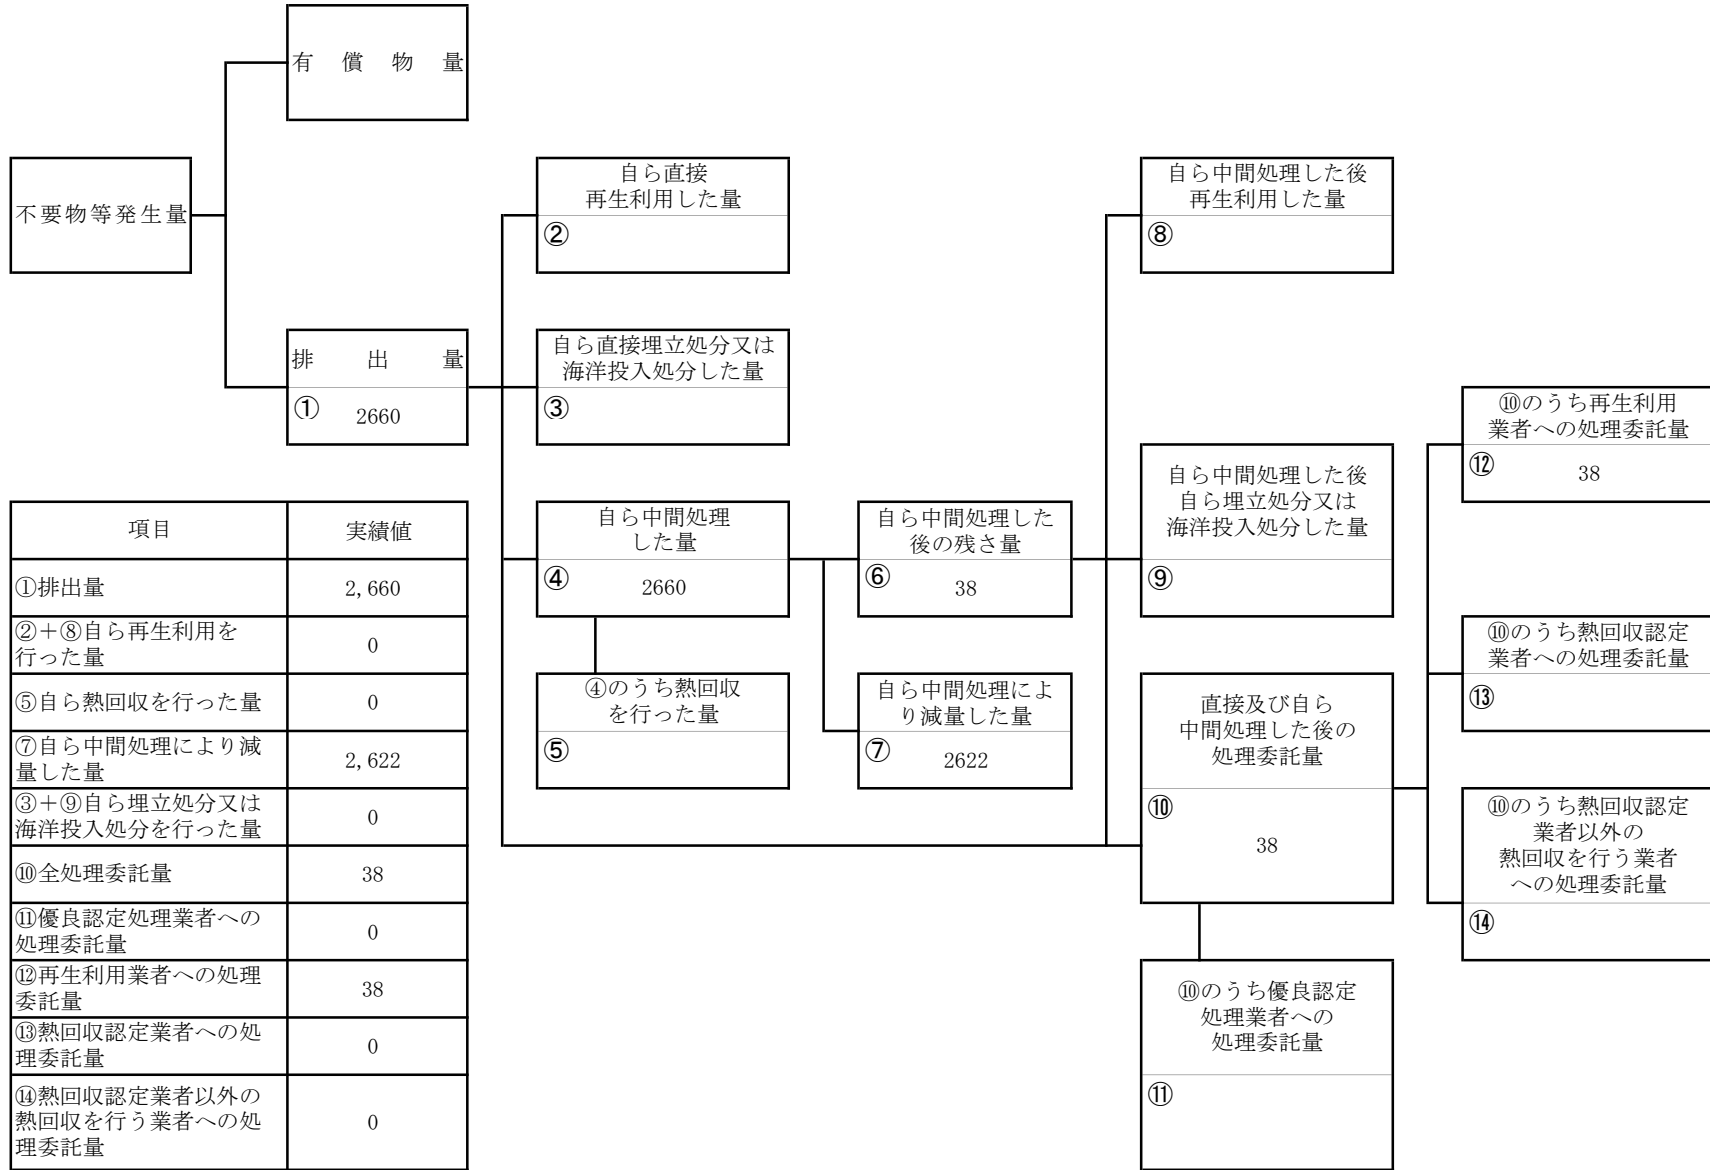 有償物量
不要物等発生量
自ら直接
再生利用した量
②
自ら中間処理した後
再生利用した量
⑧
排出量
① 2660
自ら直接埋立処分又は
海洋投入処分した量
③
⑩のうち再生利用
業者への処理委託量
⑫ 38
自ら中間処理した後
自ら埋立処分又は
海洋投入処分した量
⑨
自ら中間処理
した量
④ 2660
自ら中間処理した
後の残さ量
⑥ 38
⑩のうち熱回収認定
業者への処理委託量
⑬
④のうち熱回収
を行った量
⑤
自ら中間処理によ
り減量した量
⑦ 2622
直接及び自ら
中間処理した後の
処理委託量
⑩
38
⑩のうち熱回収認定
業者以外の
熱回収を行う業者
への処理委託量
⑭
⑩のうち優良認定
処理業者への
処理委託量
⑪
項目 実績値
①排出量 2,660
②+⑧自ら再生利用を
行った量 0
⑤自ら熱回収を行った量 0
⑦自ら中間処理により減
量した量 2,622
③+⑨自ら埋立処分又は
海洋投入処分を行った量 0
⑩全処理委託量 38
⑪優良認定処理業者への
処理委託量 0
⑫再生利用業者への処理
委託量 38
⑬熱回収認定業者への処
理委託量 0
⑭熱回収認定業者以外の
熱回収を行う業者への処
理委託量 0